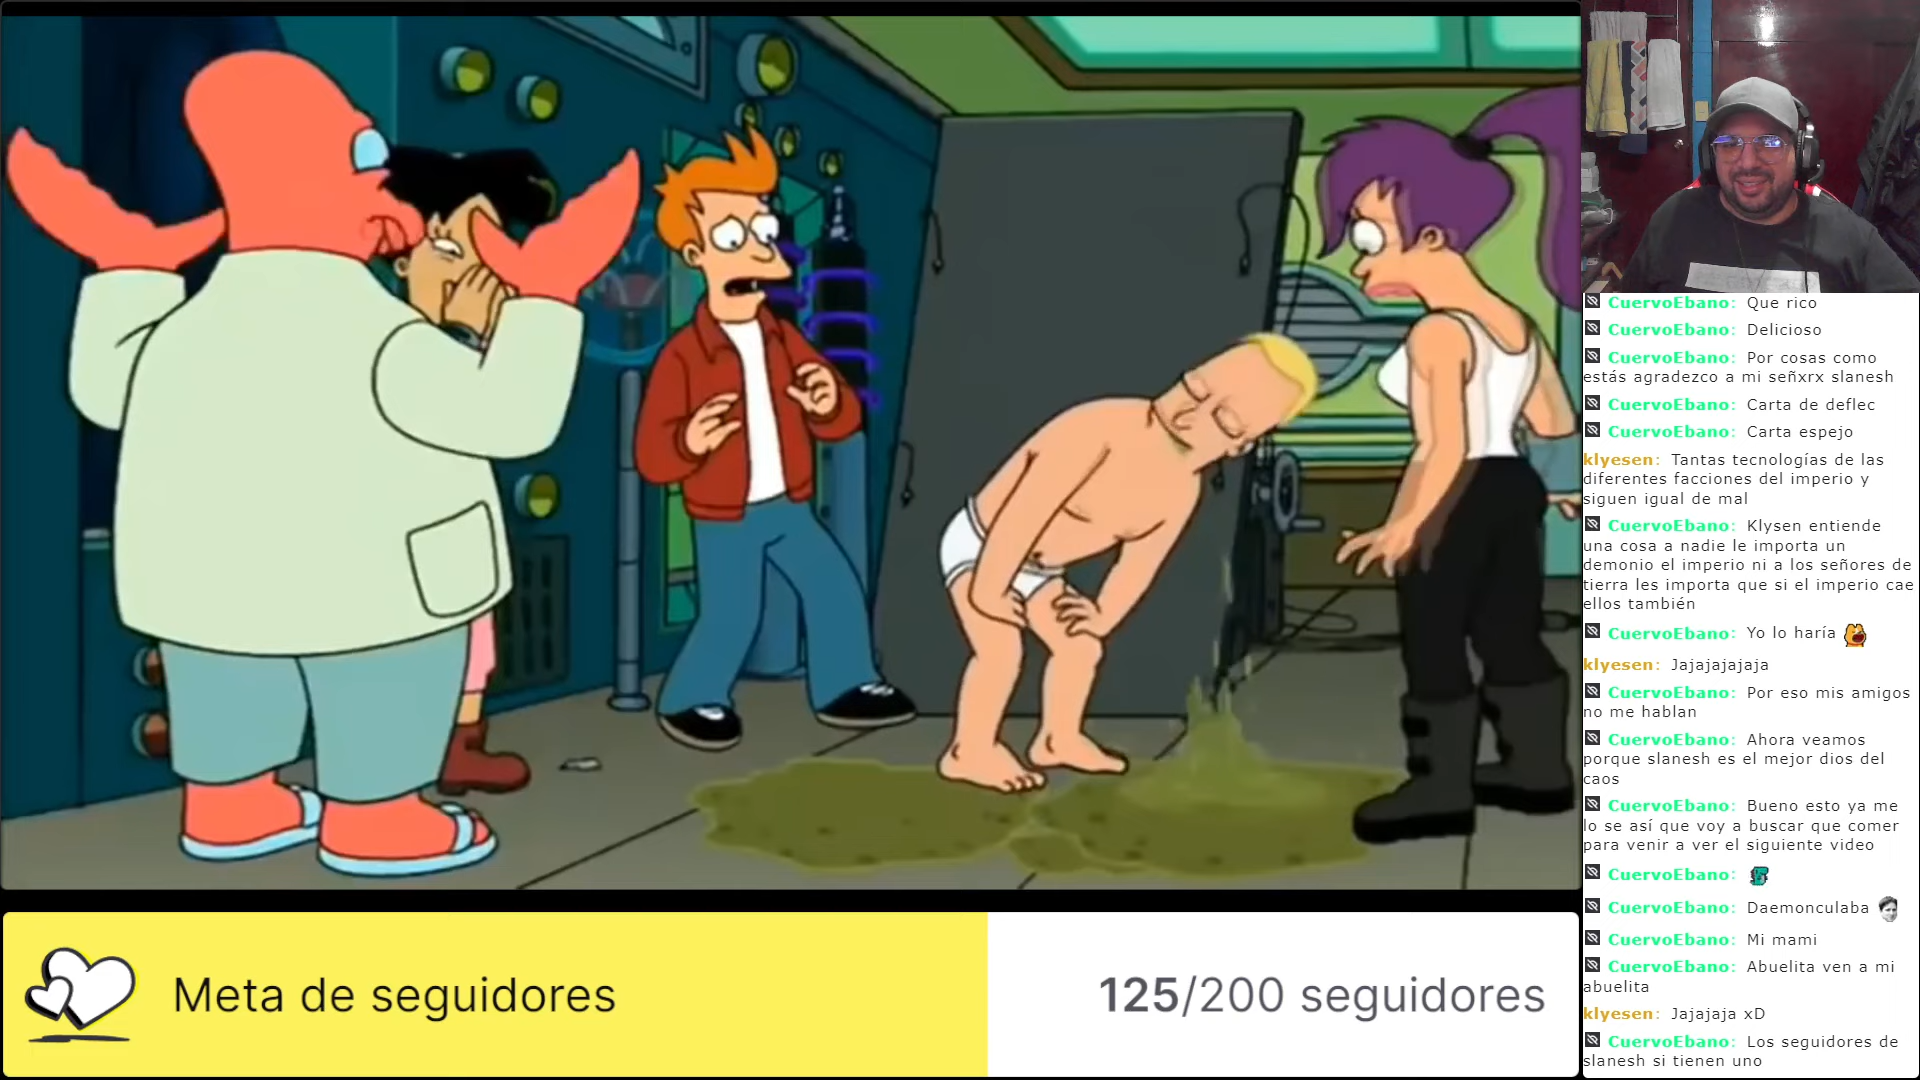 CuervoEbano: Que rico
CuervoEbano: Delicioso
CuervoEbano: Por cosas como
estás agradezco a mi señxrx slanesh
CuervoEbano: Carta de deflec
CuervoEbano: Carta espejo
klyesen: Tantas tecnologías de las
diferentes facciones del imperio y
siguen igual de mal
CuervoEbano: Klysen entiende
una cosa a nadie le importa un
demonio el imperio ni a los señores de
tierra les importa que si el imperio cae
ellos también
CuervoEbano: Yo lo haría
klyesen: Jajajajajaja
CuervoEbano: Por eso mis amigos
no me hablan
CuervoEbano: Ahora veamos
porque slanesh es el mejor dios del
caos
CuervoEbano: Bueno esto ya me
lo se así que voy a buscar que comer
para venir a ver el siguiente video
CuervoEbano:
CuervoEbano: Daemonculaba
CuervoEbano: Mi mami
CuervoEbano: Abuelita ven a mi
abuelita
klyesen: Jajajaja xD
CuervoEbano: Los seguidores de
slanesh si tienen uno
Meta de seguidores
125/200 seguidores